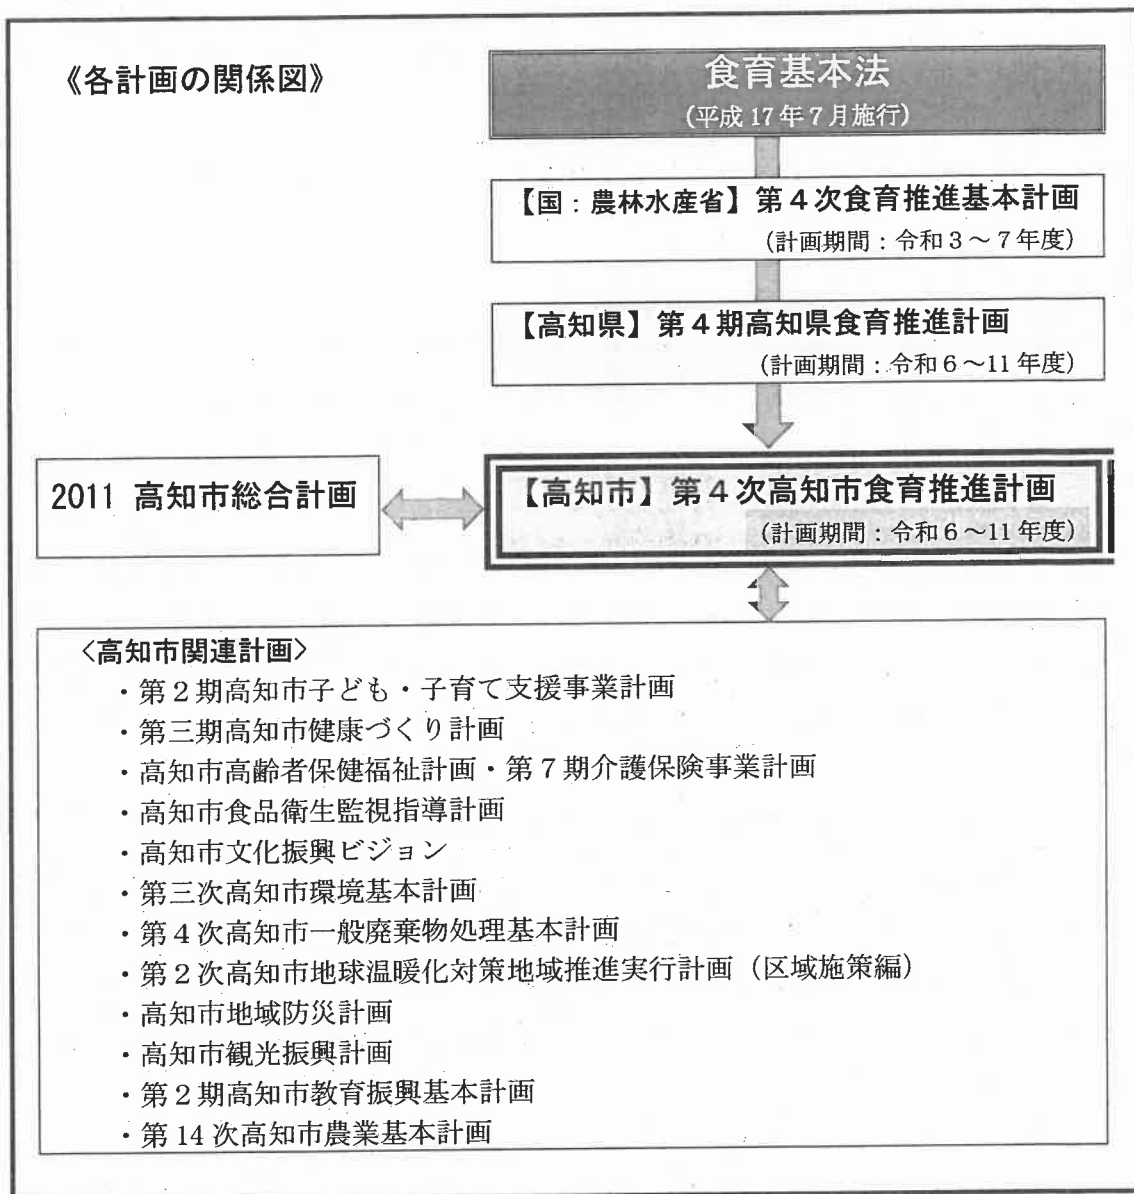 《各計画の関係図》
食育基本法
(平成 17 年 7 月施行)
【国：農林水産省】第４次食育推進基本計画
(計画期間：令和 3～7 年度)
【高知県】第４期高知県食育推進計画
(計画期間：令和 6～11 年度)
2011 高知市総合計画
【高知市】第４次高知市食育推進計画
(計画期間：令和 6～11 年度)
〈高知市関連計画〉
・第 2 期高知市子ども・子育て支援事業計画
・第三期高知市健康づくり計画
・高知市高齢者保健福祉計画・第 7 期介護保険事業計画
・高知市食品衛生監視指導計画
・高知市文化振興ビジョン
・第三次高知市環境基本計画
・第 4 次高知市一般廃棄物処理基本計画
・第 2 次高知市地球温暖化対策地域推進実行計画（区域施策編）
・高知市地域防災計画
・高知市観光振興計画
・第 2 期高知市教育振興基本計画
・第 14 次高知市農業基本計画